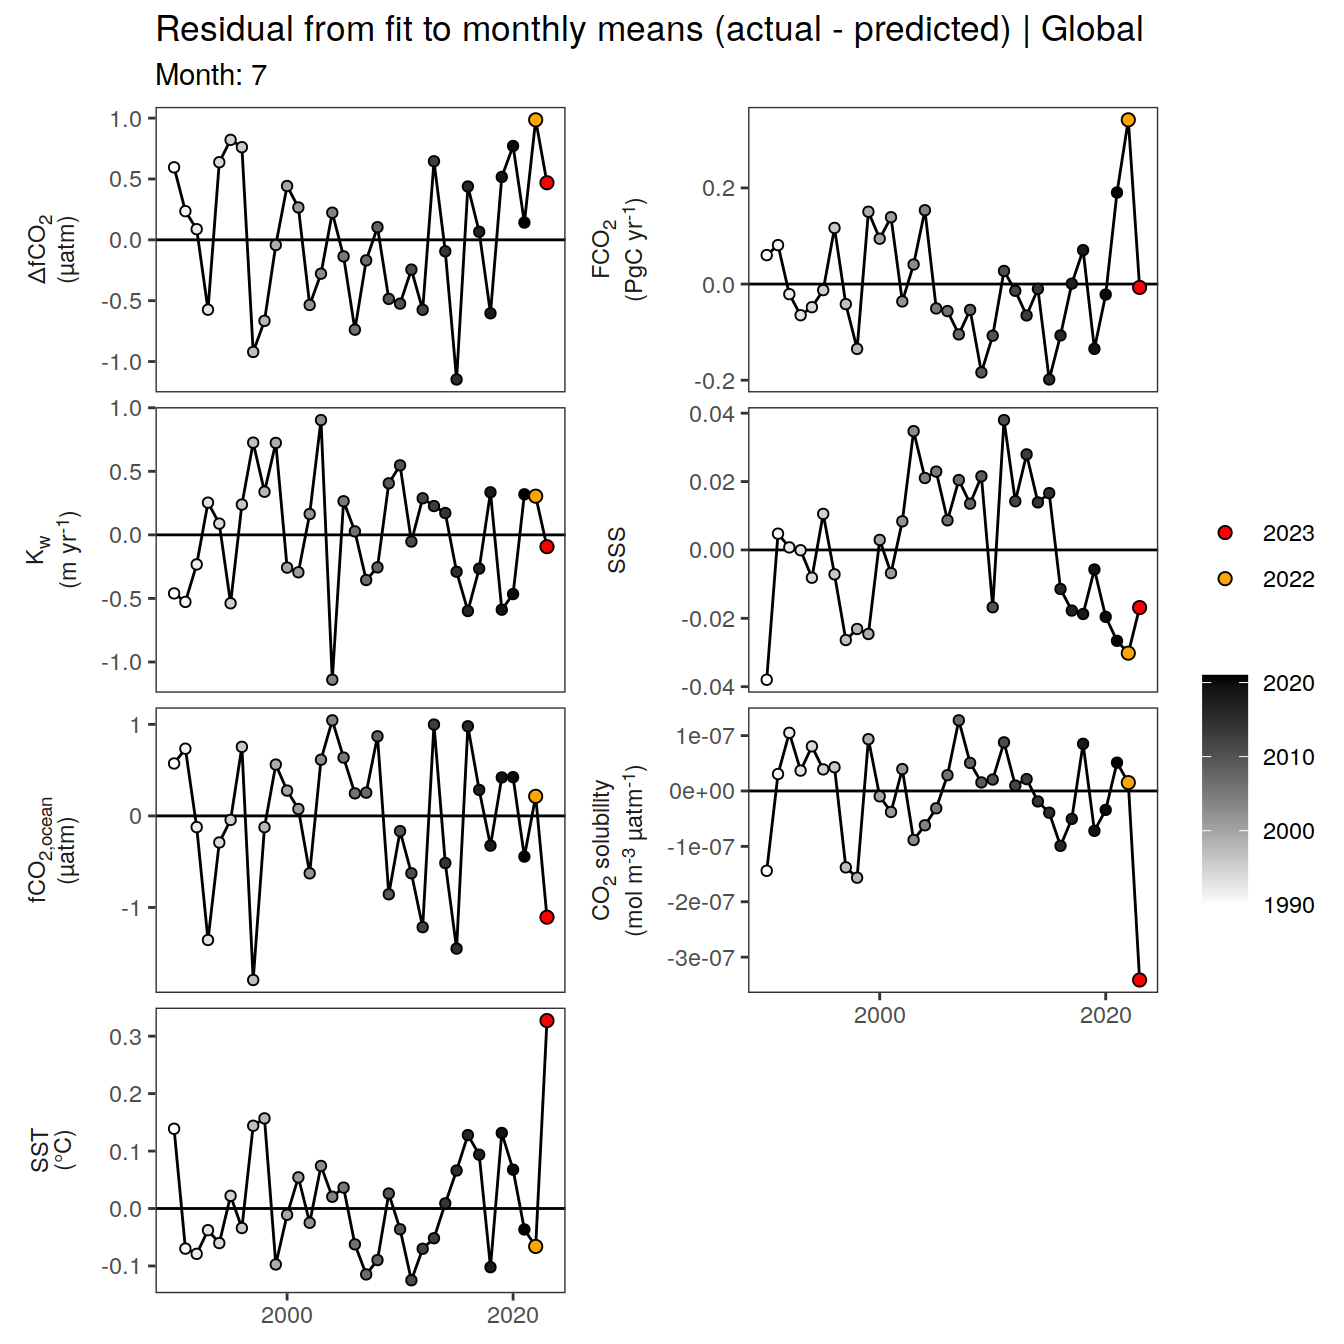 Residual from fit to monthly means (actual - predicted) | Global
Month: 7
ΔfCO2
(µatm)
1.0
0.5
0.0
-0.5
-1.0
FCO2
(PgC yr-1)
0.2
0.0
-0.2
Kw
(m yr-1)
1.0
0.5
0.0
-0.5
-1.0
SSS
0.04
0.02
0.00
-0.02
-0.04
fCO2,ocean
(µatm)
1
0
-1
CO2 solubility
(mol m-3 µatm-1)
1e-07
0e+00
-1e-07
-2e-07
-3e-07
2000
2020
SST
(°C)
0.3
0.2
0.1
0.0
-0.1
2000
2020
2023
2022
2020
2010
2000
1990